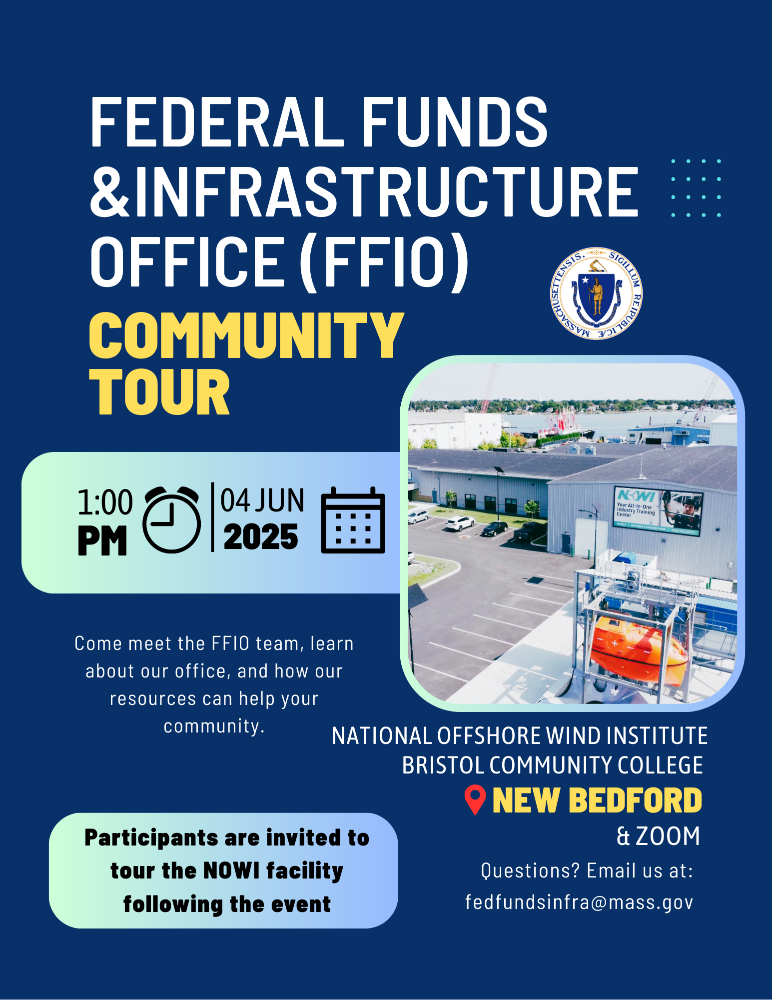 FEDERAL FUNDS
&INFRASTRUCTURE
OFFICE (FFIO)
COMMUNITY
TOUR
SIGILLUM REIPUBLICÆ MASSACHUSETTENSIS.
1:00
PM
04 JUN
2025
NOWI
Your All-In-One
Industry Training
Center
Come meet the FFIO team, learn
about our office, and how our
resources can help your
community.
NATIONAL OFFSHORE WIND INSTITUTE
BRISTOL COMMUNITY COLLEGE
NEW BEDFORD
& ZOOM
Participants are invited to
tour the NOWI facility
following the event
Questions? Email us at:
fedfundsinfra@mass.gov